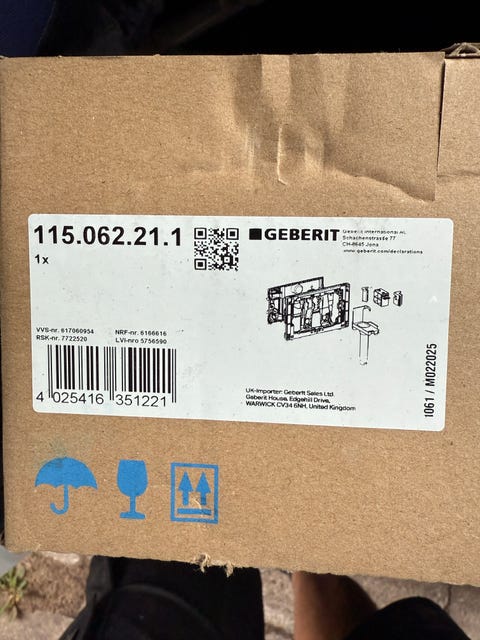 115.062.21.1
1x
GEBERIT
Geberit International AG
Schachenstrasse 77
CH-8645 Jona
www.geberit.com/declarations
VVS-nr. 617060954
NRF-nr. 6166616
RSK-nr. 7722520
LVI-nro 5756590
4 025416 351221
UK-Importer: Geberit Sales Ltd.
Geberit House, Edgehill Drive,
WARWICK CV34 6NH, United Kingdom
I061 / M022025